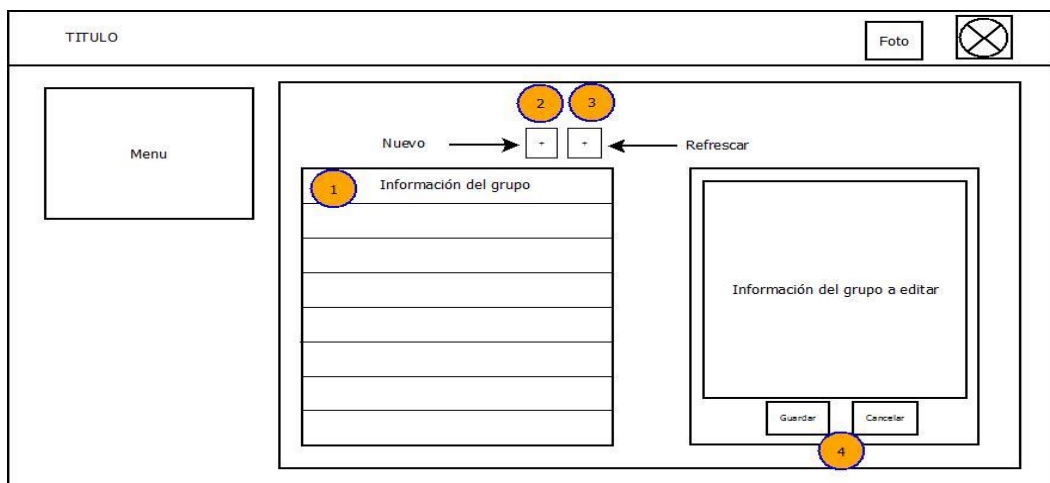 TITULO
Foto
2
3
Nuevo
+
+
Refrescar
Menu
1
Información del grupo
Información del grupo a editar
Guardar
Cancelar
4